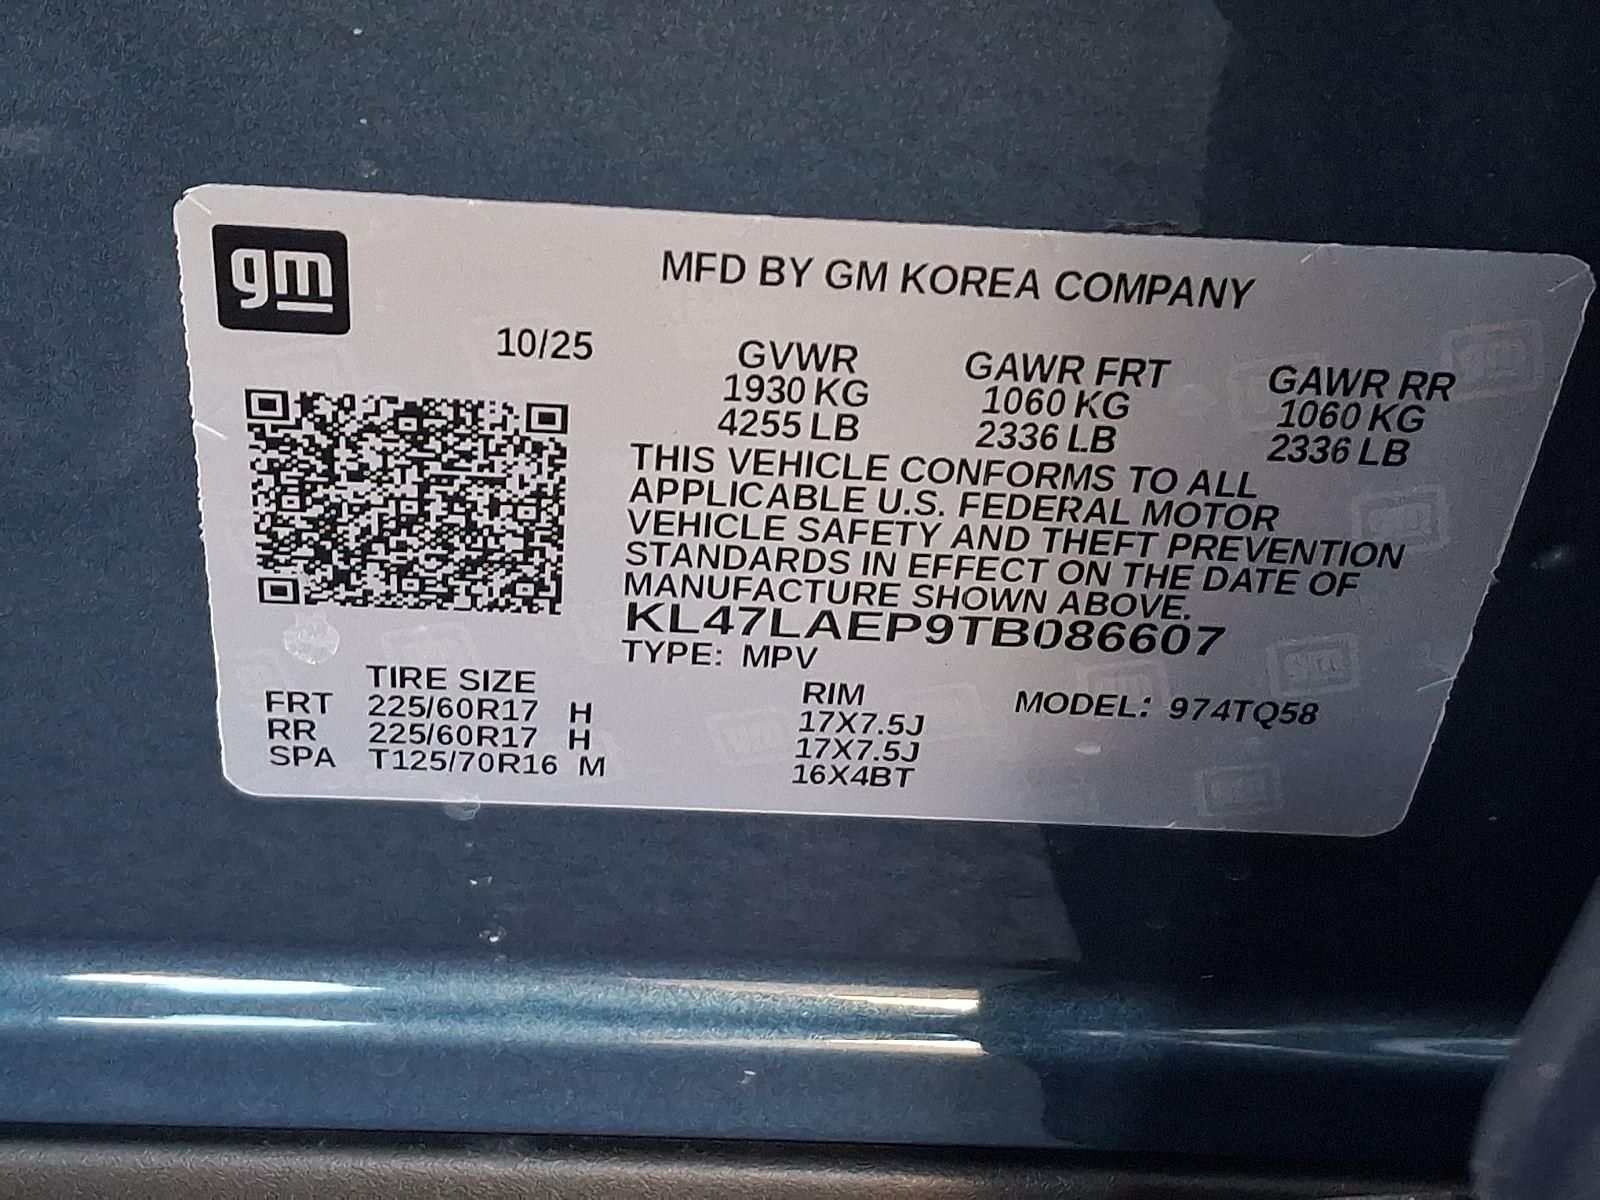 gm
MFD BY GM KOREA COMPANY
10/25
GVWR GAWR FRT GAWR RR
1930 KG 1060 KG 1060 KG
4255 LB 2336 LB 2336 LB
THIS VEHICLE CONFORMS TO ALL
APPLICABLE U.S. FEDERAL MOTOR
VEHICLE SAFETY AND THEFT PREVENTION
STANDARDS IN EFFECT ON THE DATE OF
MANUFACTURE SHOWN ABOVE.
KL47LAEP9TB086607
TYPE: MPV
TIRE SIZE RIM MODEL: 974TQ58
FRT 225/60R17 H 17X7.5J
RR 225/60R17 H 17X7.5J
SPA T125/70R16 M 16X4BT